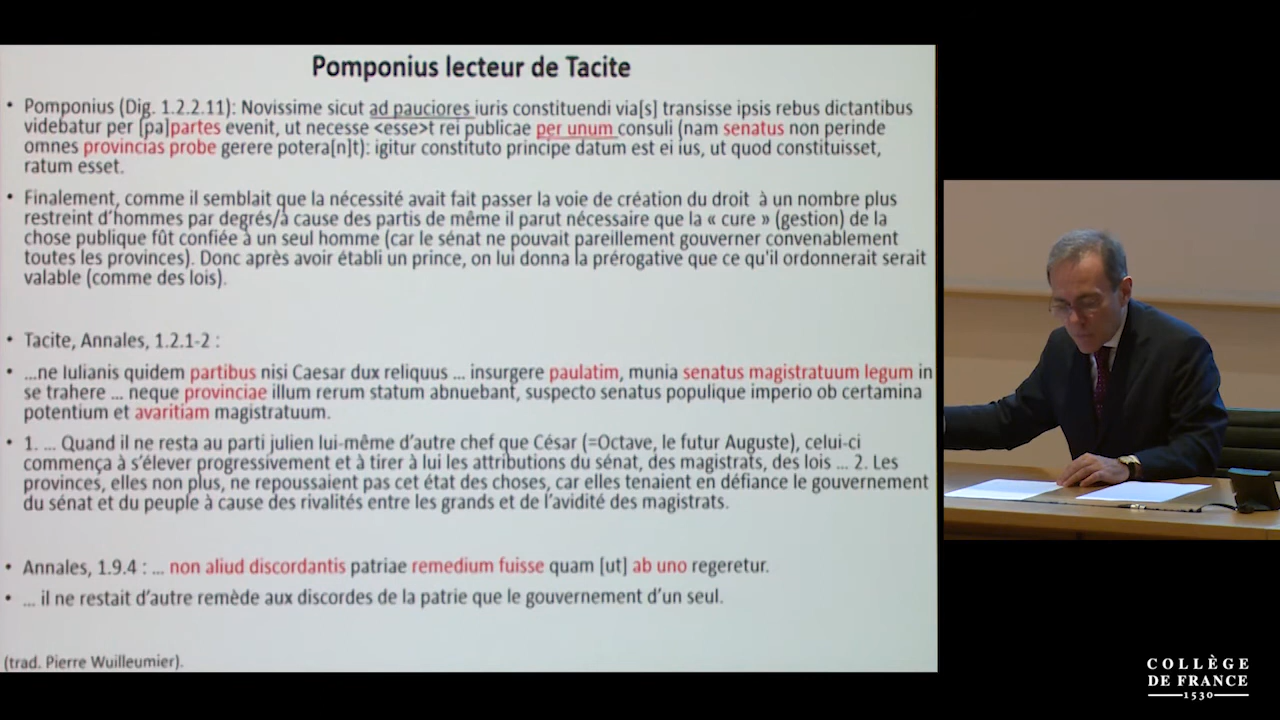 Pomponius lecteur de Tacite
• Pomponius (Dig. 1.2.2.11): Novissime sicut ad pauciores iuris constituendi via[s] transisse ipsis rebus dictantibus
videbatur per [pa]partes evenit, ut necesse <esse>t rei publicae per unum consuli (nam senatus non perinde
omnes provincias probe gerere potera[n]t): igitur constituto principe datum est ei ius, ut quod constituisset,
ratum esset.
• Finalement, comme il semblait que la nécessité avait fait passer la voie de création du droit à un nombre plus
restreint d'hommes par degrés/à cause des partis de même il parut nécessaire que la « cure » (gestion) de la
chose publique fût confiée à un seul homme (car le sénat ne pouvait pareillement gouverner convenablement
toutes les provinces). Donc après avoir établi un prince, on lui donna la prérogative que ce qu'il ordonnerait serait
valable (comme des lois).
• Tacite, Annales, 1.2.1-2 :
• ...ne Iulianis quidem partibus nisi Caesar dux reliquus ... insurgere paulatim, munia senatus magistratuum legum in
se trahere ... neque provinciae illum rerum statum abnuebant, suspecto senatus populique imperio ob certamina
potentium et avaritiam magistratuum.
• 1. ... Quand il ne resta au parti julien lui-même d'autre chef que César (=Octave, le futur Auguste), celui-ci
commença à s'élever progressivement et à tirer à lui les attributions du sénat, des magistrats, des lois ... 2. Les
provinces, elles non plus, ne repoussaient pas cet état des choses, car elles tenaient en défiance le gouvernement
du sénat et du peuple à cause des rivalités entre les grands et de l'avidité des magistrats.
• Annales, 1.9.4 : ... non aliud discordantis patriae remedium fuisse quam [ut] ab uno regeretur.
• ... il ne restait d'autre remède aux discordes de la patrie que le gouvernement d'un seul.
(trad. Pierre Wuilleumier).
COLLÈGE
DE FRANCE
1530